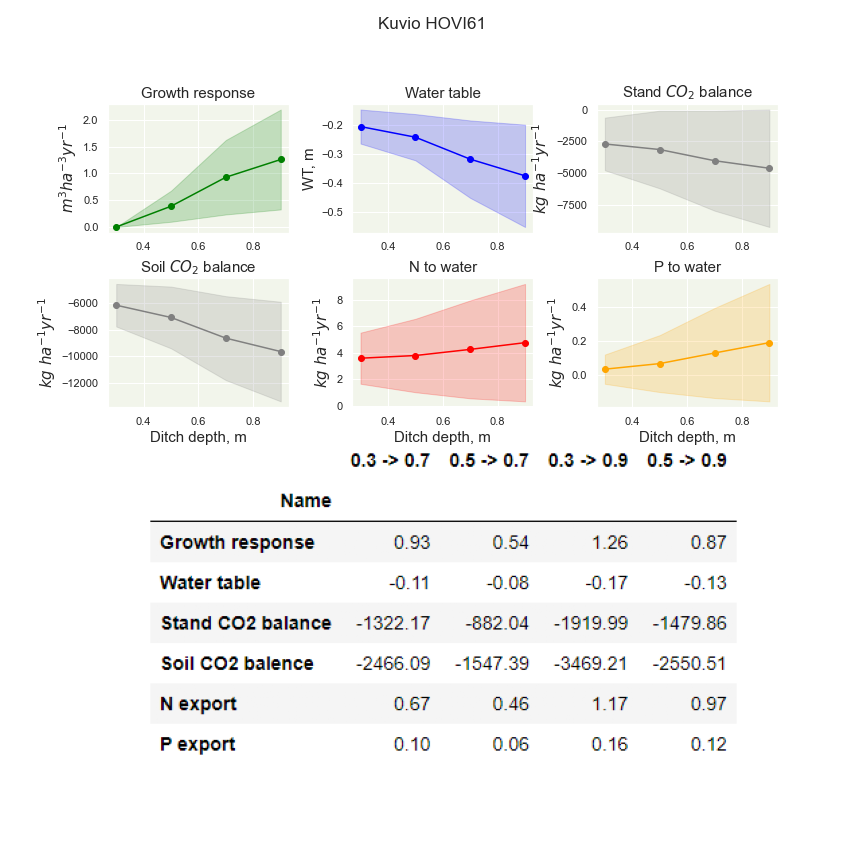 Kuvio HOVI61
Growth response
Water table
Stand CO₂ balance
m³ha⁻³yr⁻¹
2.0
1.5
1.0
0.5
0.0
0.4 0.6 0.8
WT, m
−0.2
−0.3
−0.4
−0.5
0.4 0.6 0.8
kg ha⁻¹yr⁻¹
0
−2500
−5000
−7500
0.4 0.6 0.8
Soil CO₂ balance
N to water
P to water
kg ha⁻¹yr⁻¹
−6000
−8000
−10000
−12000
0.4 0.6 0.8
Ditch depth, m
kg ha⁻¹yr⁻¹
8
6
4
2
0
0.4 0.6 0.8
Ditch depth, m
kg ha⁻¹yr⁻¹
0.4
0.2
0.0
0.4 0.6 0.8
Ditch depth, m
0.3 -> 0.7 0.5 -> 0.7 0.3 -> 0.9 0.5 -> 0.9
Name
Growth response 0.93 0.54 1.26 0.87
Water table -0.11 -0.08 -0.17 -0.13
Stand CO2 balance -1322.17 -882.04 -1919.99 -1479.86
Soil CO2 balence -2466.09 -1547.39 -3469.21 -2550.51
N export 0.67 0.46 1.17 0.97
P export 0.10 0.06 0.16 0.12